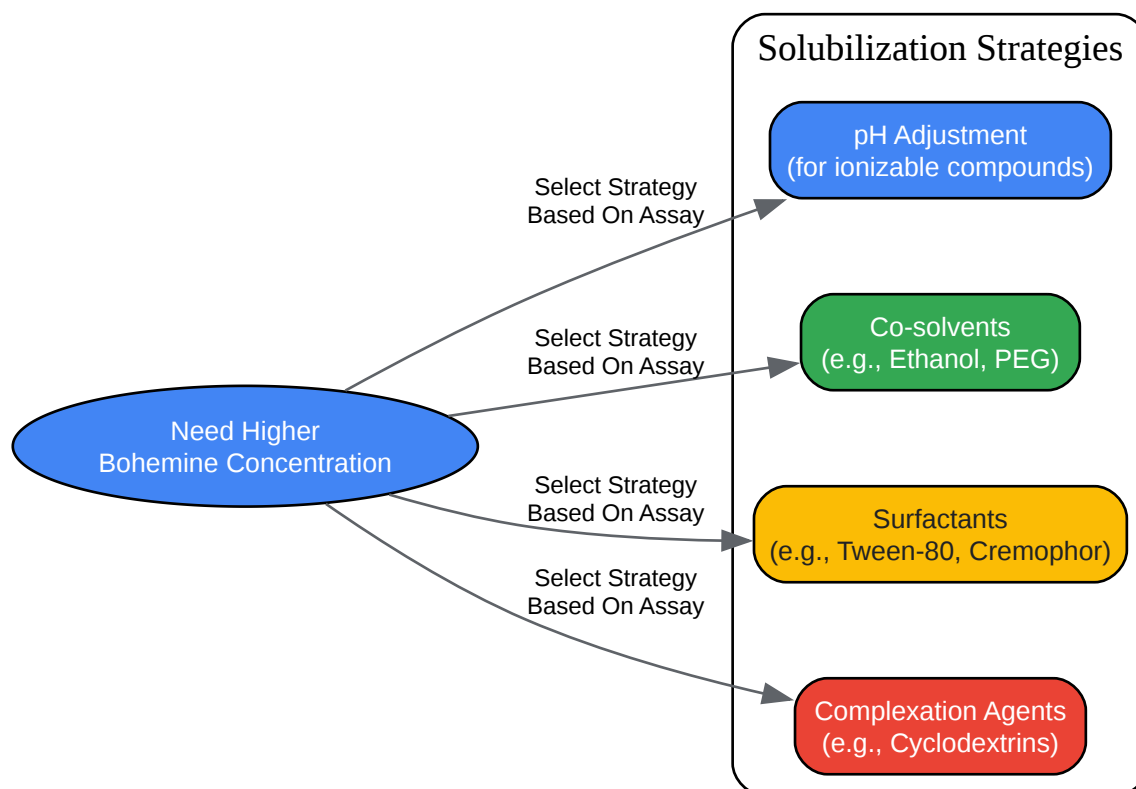 Solubilization Strategies
pH Adjustment
(for ionizable compounds)
Select Strategy
Based On Assay
Co-solvents
(e.g., Ethanol, PEG)
Select Strategy
Based On Assay
Need Higher
Bohemine Concentration
Select Strategy
Based On Assay
Surfactants
(e.g., Tween-80, Cremophor)
Select Strategy
Based On Assay
Complexation Agents
(e.g., Cyclodextrins)